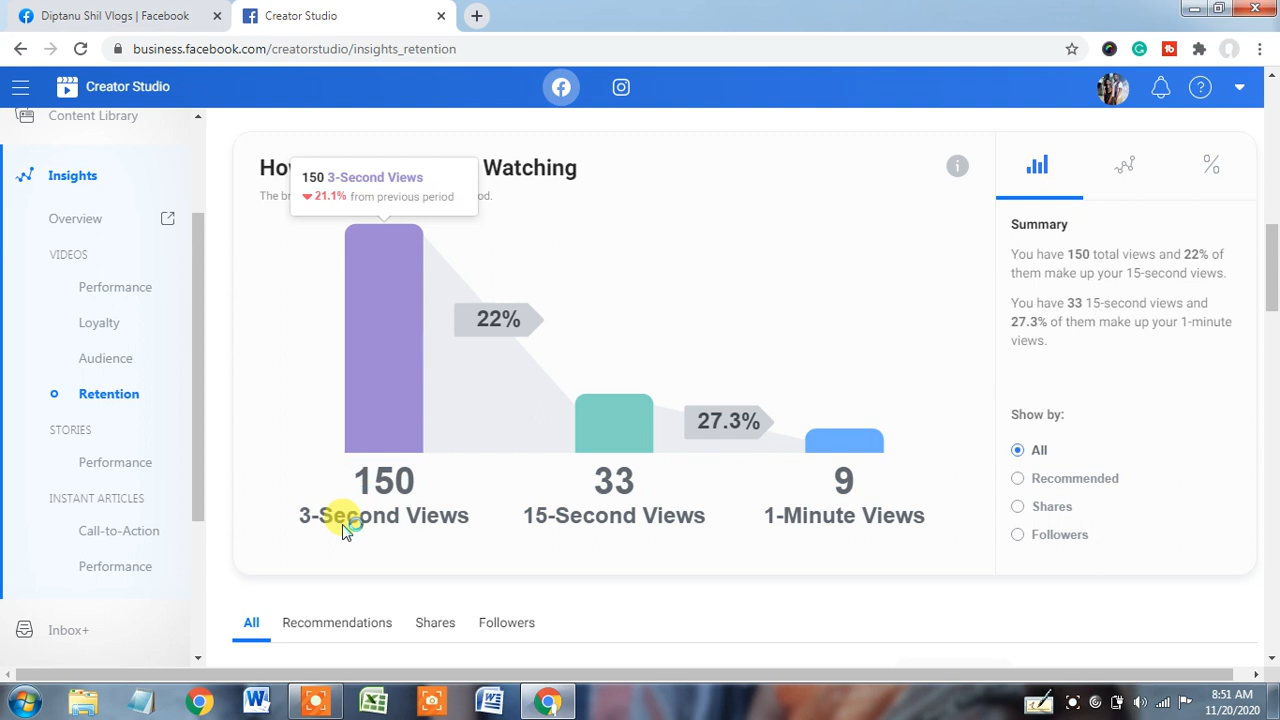 Diptanu Shil Vlogs | Facebook
Creator Studio
business.facebook.com/creatorstudio/insights_retention
Creator Studio
Content Library
Insights
Overview
VIDEOS
Performance
Loyalty
Audience
Retention
STORIES
Performance
INSTANT ARTICLES
Call-to-Action
Performance
Inbox+
Watching
150 3-Second Views
21.1% from previous period
22%
27.3%
150
3-Second Views
33
15-Second Views
9
1-Minute Views
Summary
You have 150 total views and 22% of
them make up your 15-second views.
You have 33 15-second views and
27.3% of them make up your 1-minute
views.
Show by:
All
Recommended
Shares
Followers
All
Recommendations
Shares
Followers
8:51 AM
11/20/2020